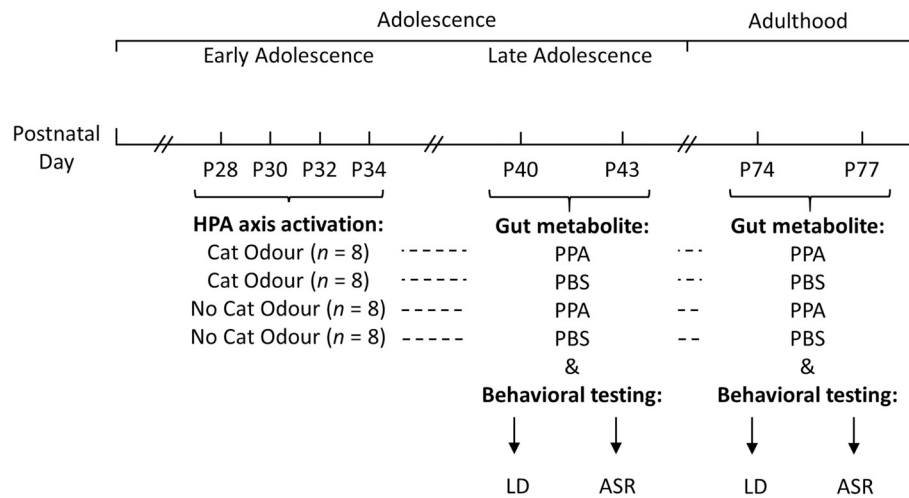 Adolescence Adulthood
Early Adolescence Late Adolescence
Postnatal
Day
P28 P30 P32 P34 P40 P43 P74 P77
HPA axis activation: Gut metabolite: Gut metabolite:
Cat Odour (n = 8) PPA PPA
Cat Odour (n = 8) PBS PBS
No Cat Odour (n = 8) PPA PPA
No Cat Odour (n = 8) PBS PBS
& &
Behavioral testing: Behavioral testing:
LD ASR LD ASR